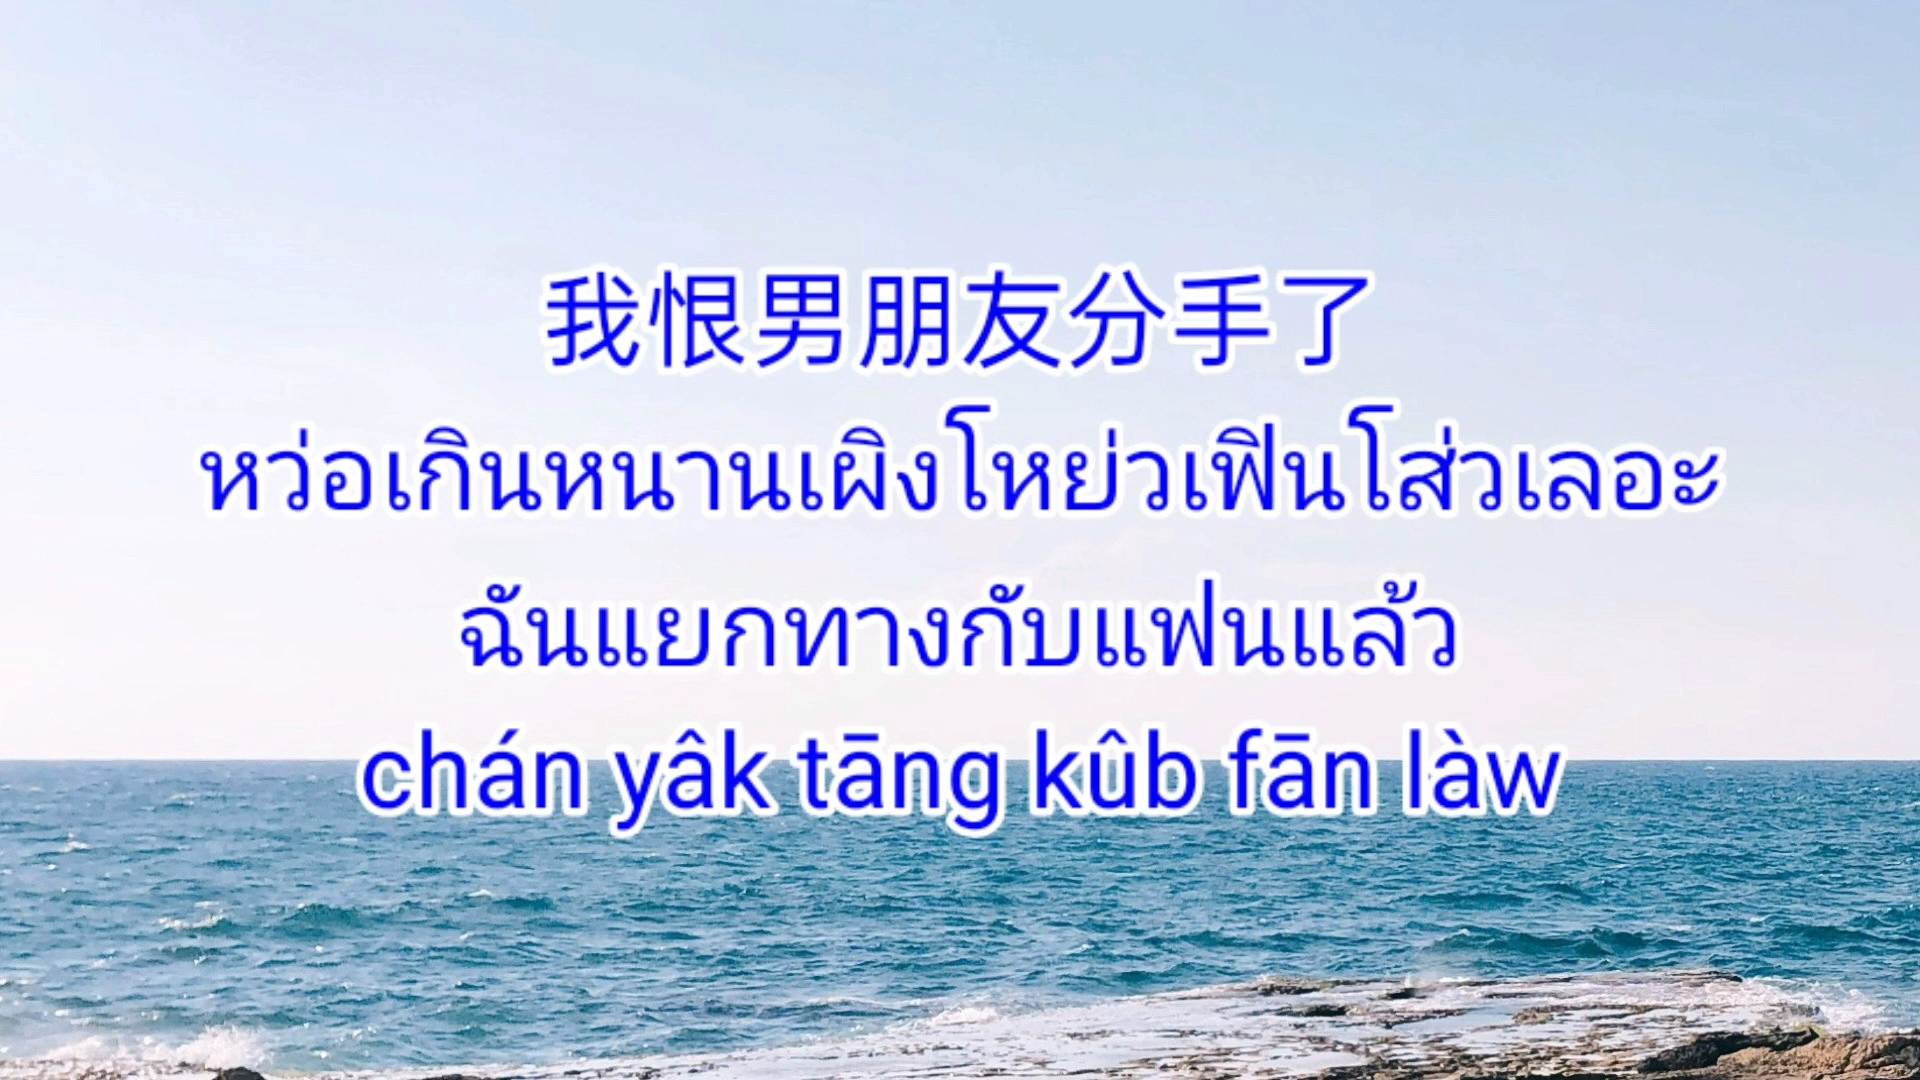 我恨男朋友分手了
หว่อเกินหนานเผิงโหย่วเฟินโส่วเลอะ
ฉันแยกทางกับแฟนแล้ว
chán yâk tāng kûb fān làw